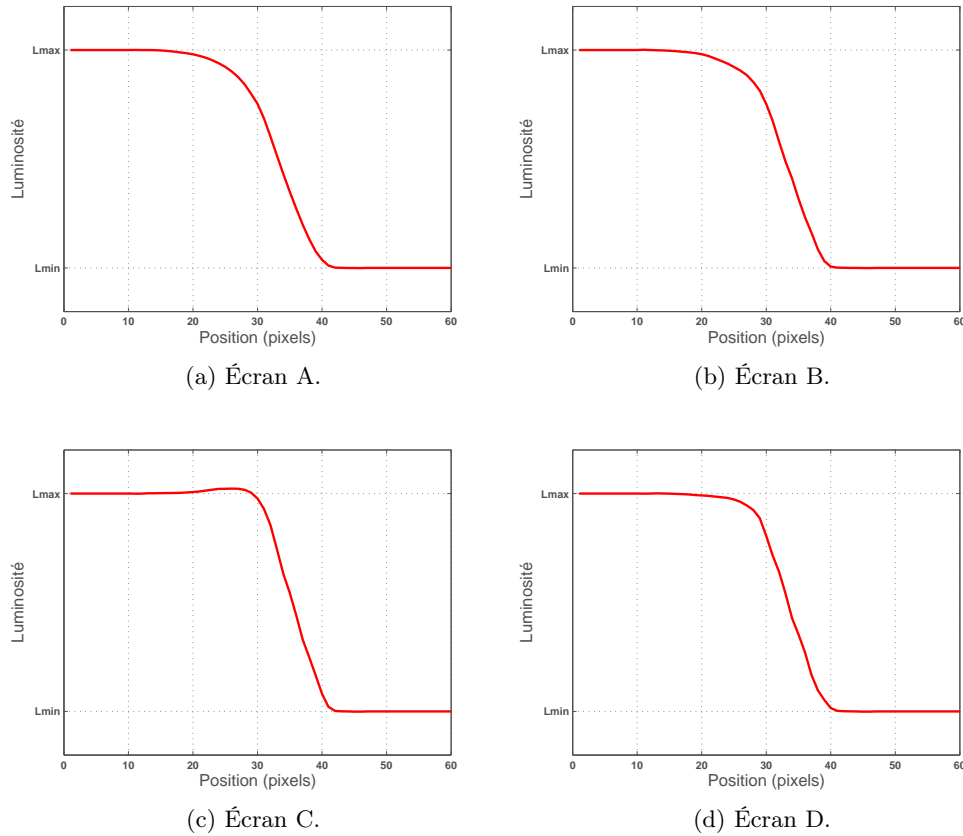 Lmax
Luminosité
Lmin
0 10 20 30 40 50 60
Position (pixels)
(a) Écran A.
Lmax
Luminosité
Lmin
0 10 20 30 40 50 60
Position (pixels)
(b) Écran B.
Lmax
Luminosité
Lmin
0 10 20 30 40 50 60
Position (pixels)
(c) Écran C.
Lmax
Luminosité
Lmin
0 10 20 30 40 50 60
Position (pixels)
(d) Écran D.